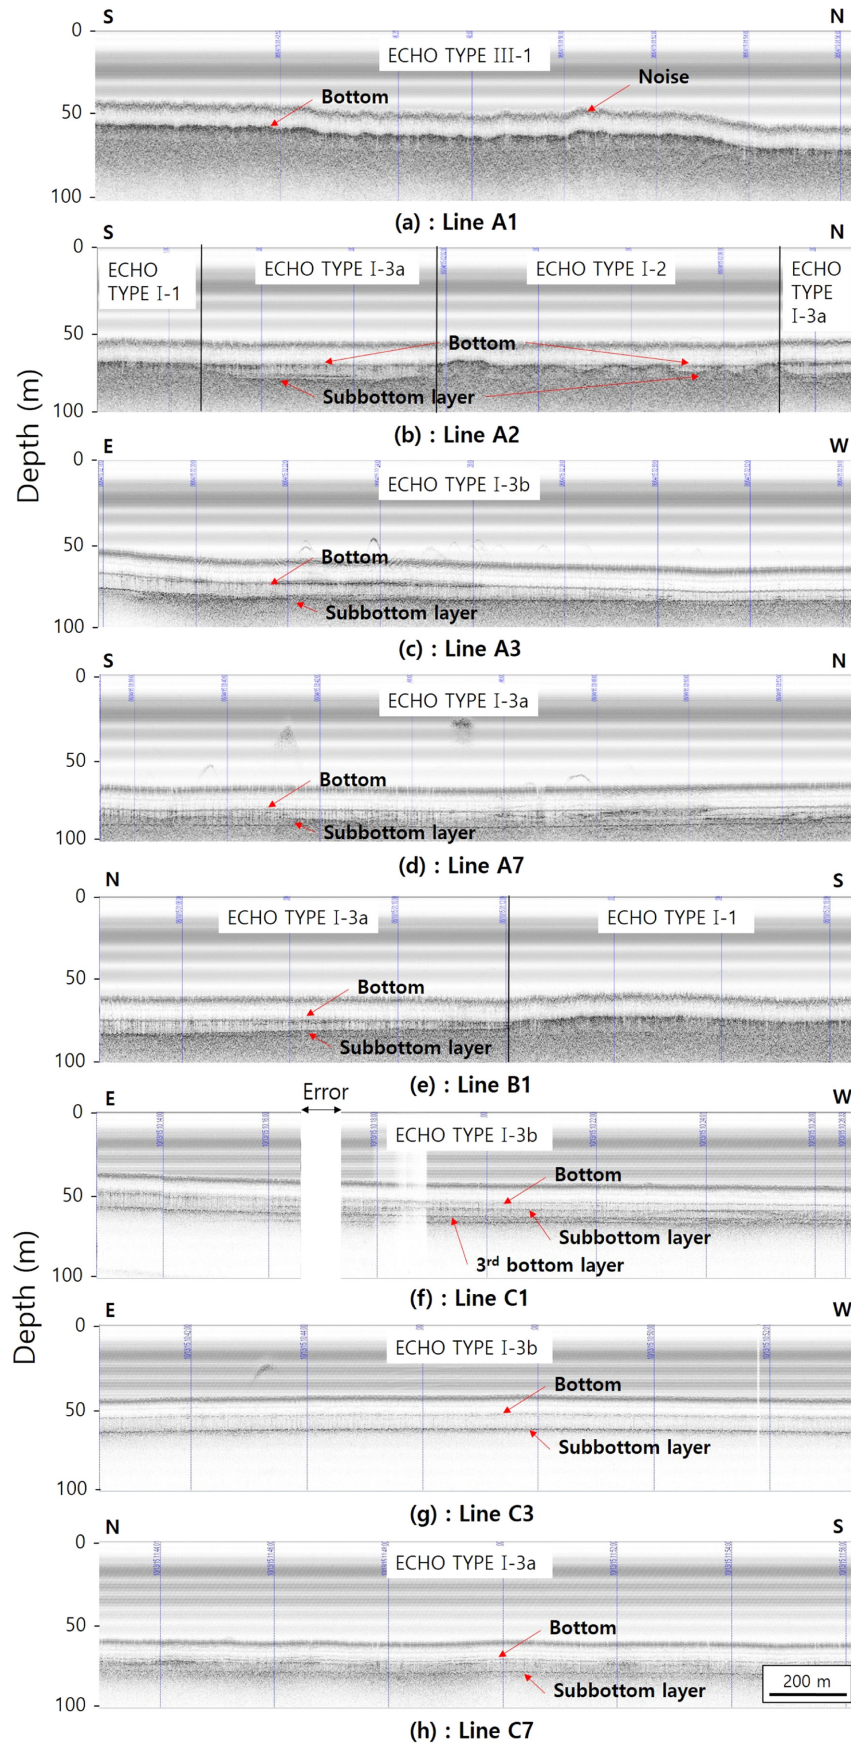 S
N
0
ECHO TYPE III-1
Noise
Bottom
50
100
(a) : Line A1
S
N
0
ECHO TYPE I-1
ECHO TYPE I-3a
ECHO TYPE I-2
ECHO TYPE I-3a
50
Bottom
Subbottom layer
100
(b) : Line A2
Depth (m)
E
W
0
ECHO TYPE I-3b
50
Bottom
Subbottom layer
100
(c) : Line A3
S
N
0
ECHO TYPE I-3a
50
Bottom
Subbottom layer
100
(d) : Line A7
N
S
0
ECHO TYPE I-3a
ECHO TYPE I-1
50
Bottom
Subbottom layer
100
(e) : Line B1
E
Error
W
0
ECHO TYPE I-3b
Bottom
50
Subbottom layer
3rd bottom layer
100
(f) : Line C1
Depth (m)
E
W
0
ECHO TYPE I-3b
Bottom
50
Subbottom layer
100
(g) : Line C3
N
S
0
ECHO TYPE I-3a
50
Bottom
200 m
Subbottom layer
100
(h) : Line C7